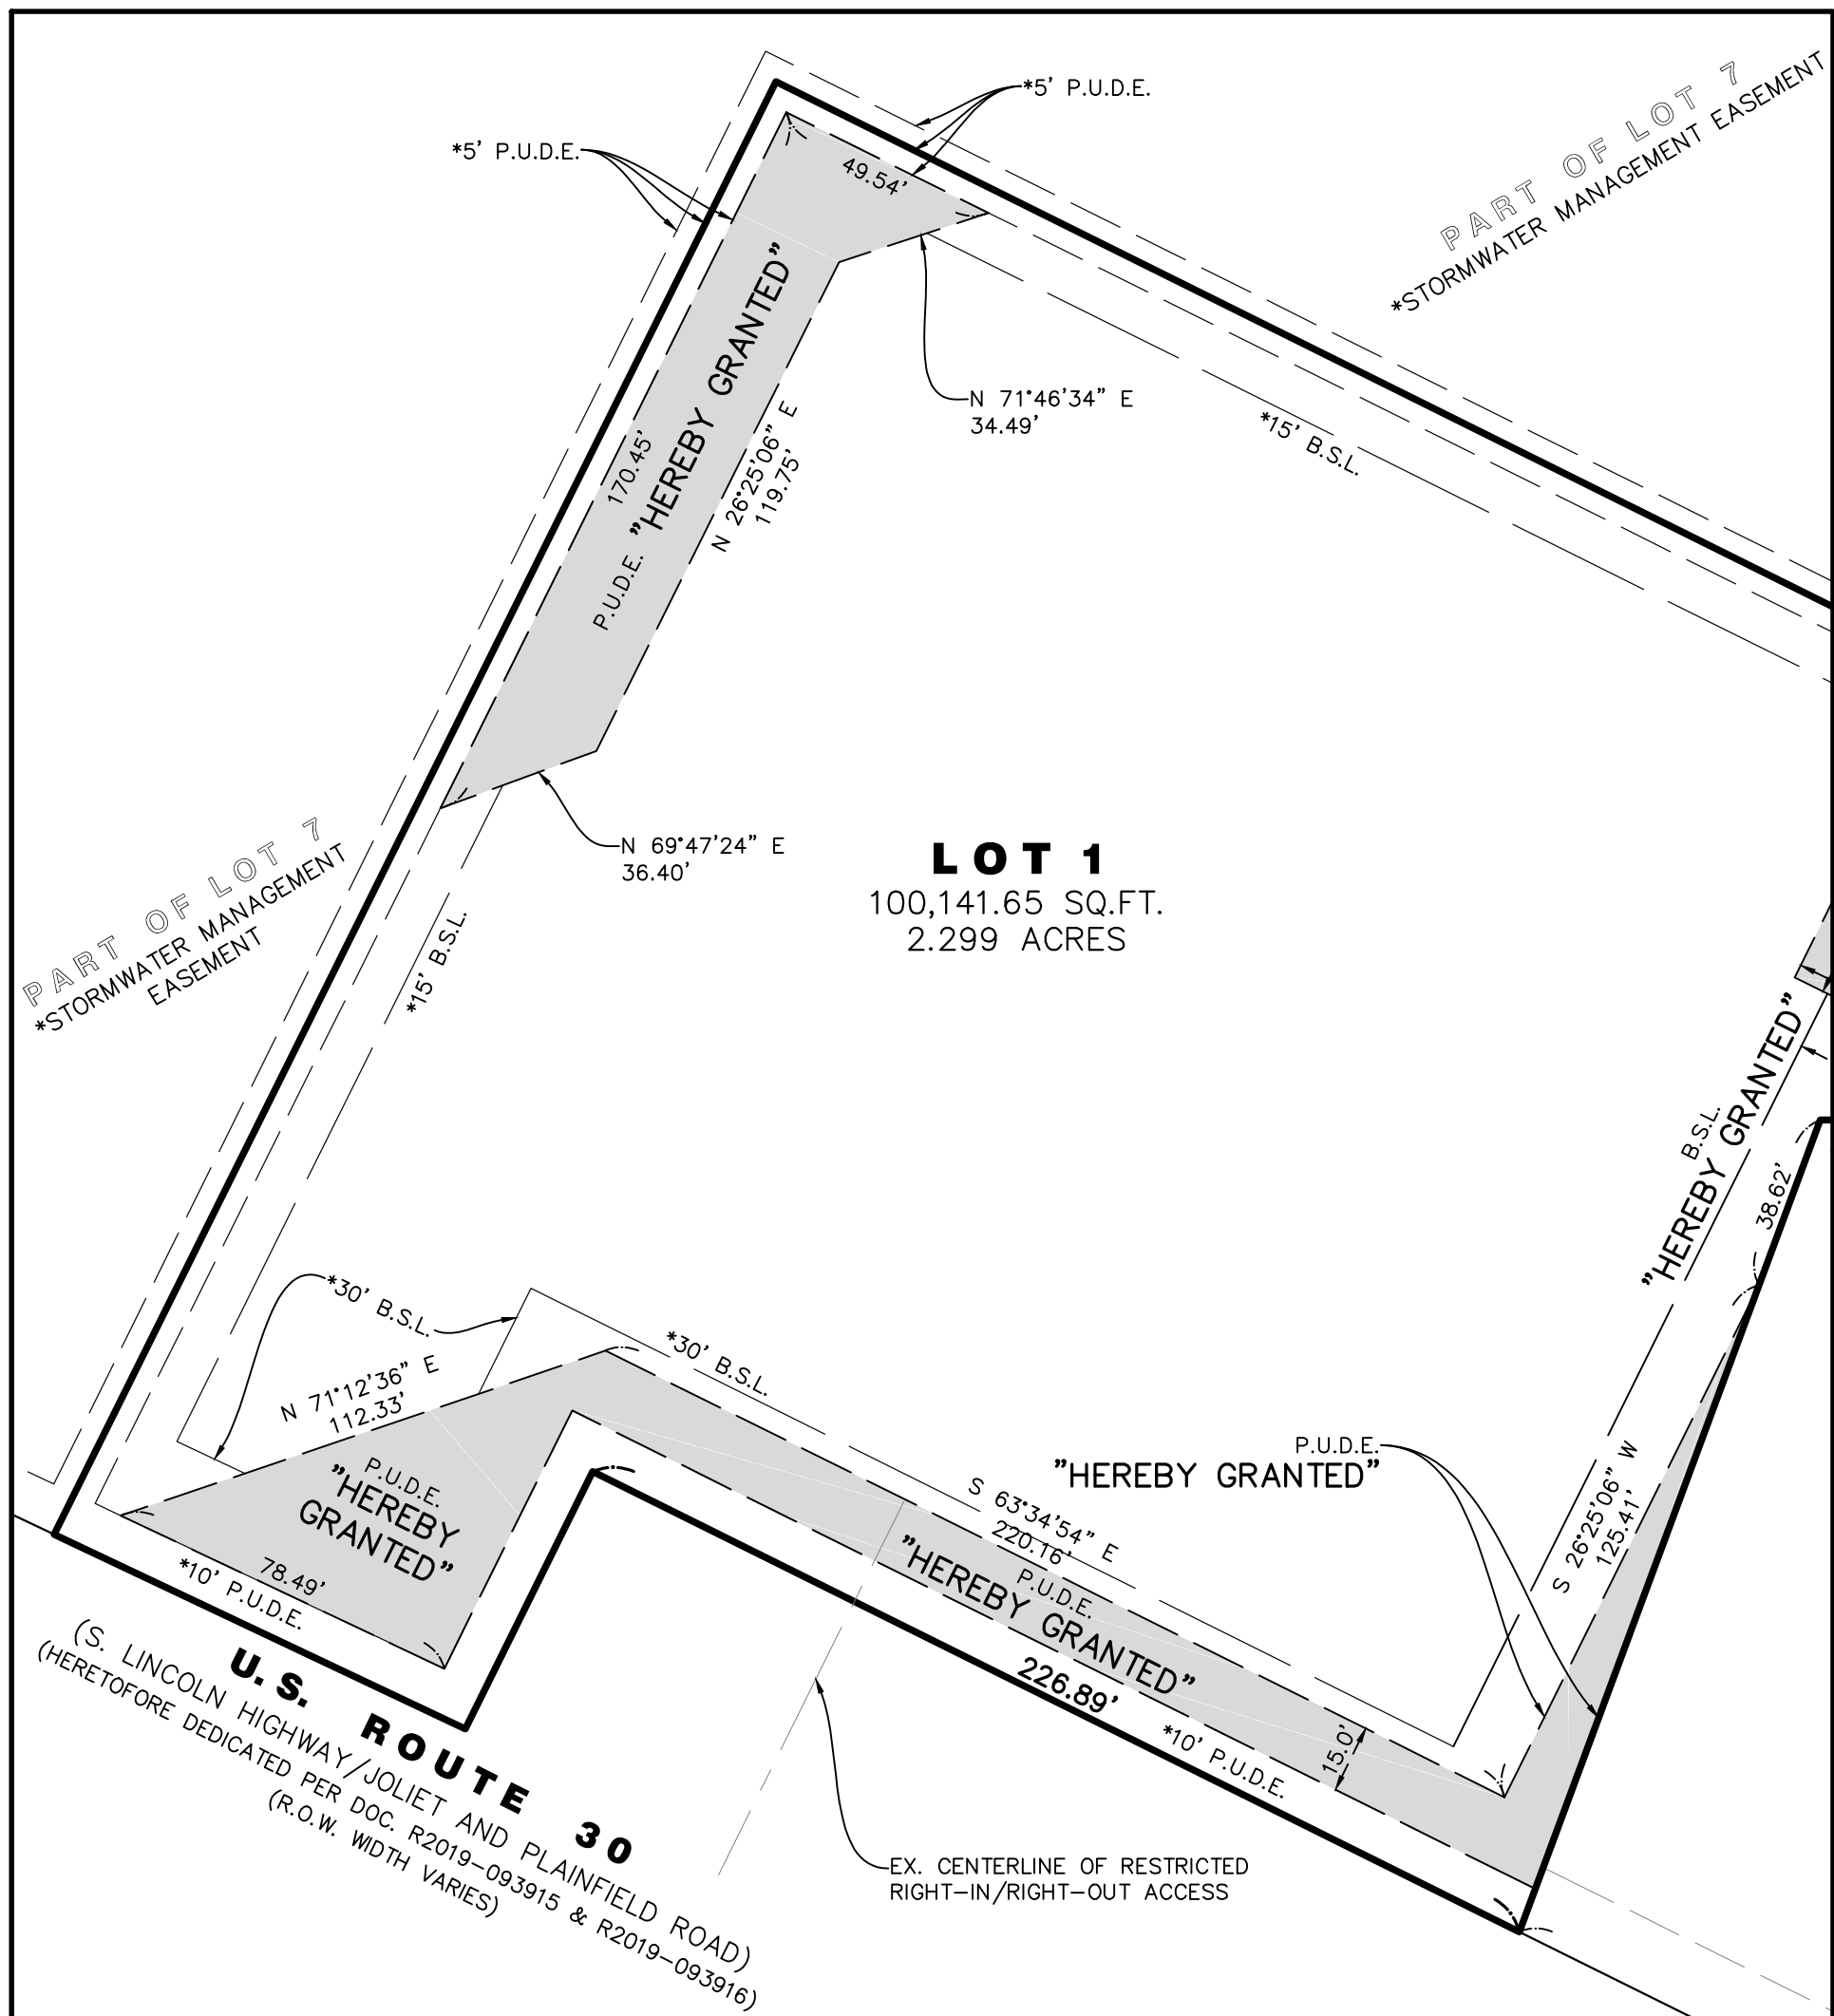 *5' P.U.D.E.
*5' P.U.D.E.
PART OF LOT 7
*STORMWATER MANAGEMENT EASEMENT
49.54'
170.45'
P.U.D.E. "HEREBY GRANTED"
N 26°25'06" E
119.75'
N 71°46'34" E
34.49'
*15' B.S.L.
N 69°47'24" E
36.40'
LOT 1
100,141.65 SQ.FT.
2.299 ACRES
PART OF LOT 7
*STORMWATER MANAGEMENT
EASEMENT
*15' B.S.L.
B.S.L.
"HEREBY GRANTED"
38.62'
*30' B.S.L.
*30' B.S.L.
N 71°12'36" E
112.33'
P.U.D.E.
"HEREBY
GRANTED"
78.49'
*10' P.U.D.E.
P.U.D.E.
"HEREBY GRANTED"
S 63°34'54" E
220.16'
P.U.D.E.
"HEREBY GRANTED"
226.89'
*10' P.U.D.E.
15.0'
S 26°25'06" W
125.41'
U.S. ROUTE 30
(S. LINCOLN HIGHWAY/JOLIET AND PLAINFIELD ROAD)
(HERETOFORE DEDICATED PER DOC. R2019-093915 & R2019-093916)
(R.O.W. WIDTH VARIES)
EX. CENTERLINE OF RESTRICTED
RIGHT-IN/RIGHT-OUT ACCESS